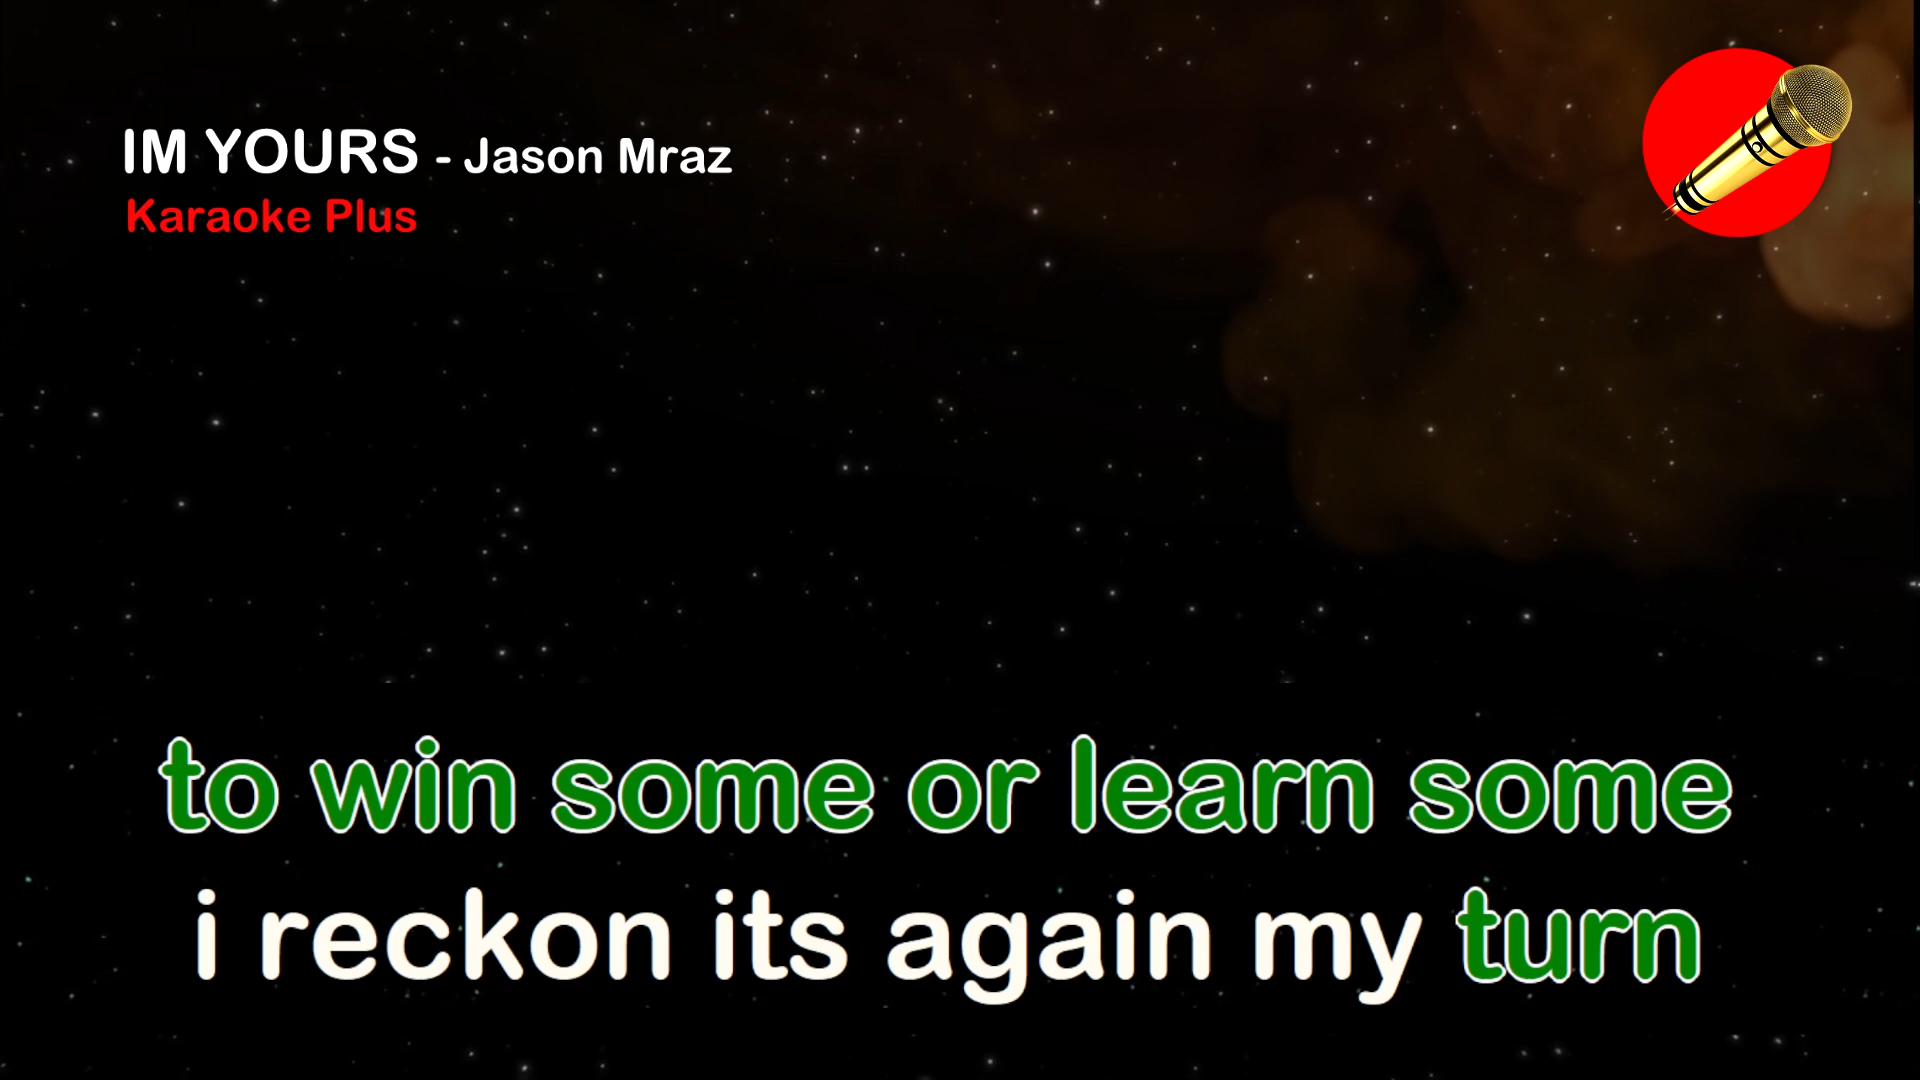 IM YOURS - Jason Mraz
Karaoke Plus
to win some or learn some
i reckon its again my turn